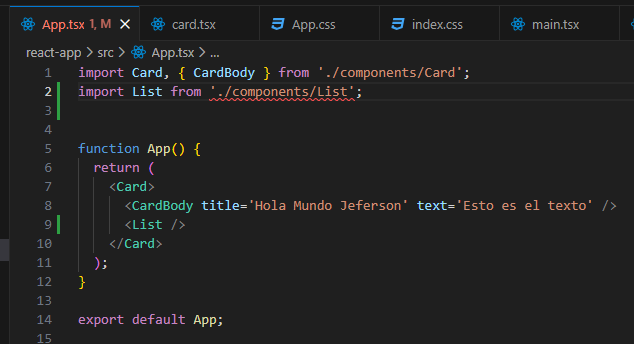 App.tsx 1, M card.tsx App.css index.css main.tsx
react-app > src > App.tsx > ...
1 import Card, { CardBody } from './components/Card';
2 import List from './components/List';
3
4
5 function App() {
6 return (
7 <Card>
8 <CardBody title='Hola Mundo Jeferson' text='Esto es el texto' />
9 <List />
10 </Card>
11 );
12 }
13
14 export default App;
15